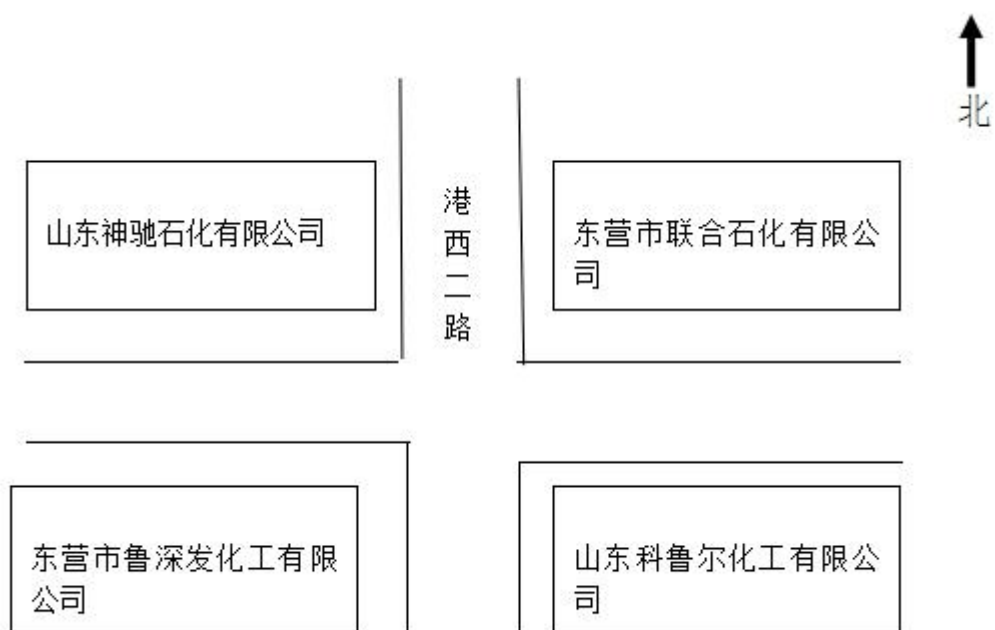 北
山东神驰石化有限公司
港
西
二
路
东营市联合石化有限公
司
东营市鲁深发化工有限
公司
山东科鲁尔化工有限公
司